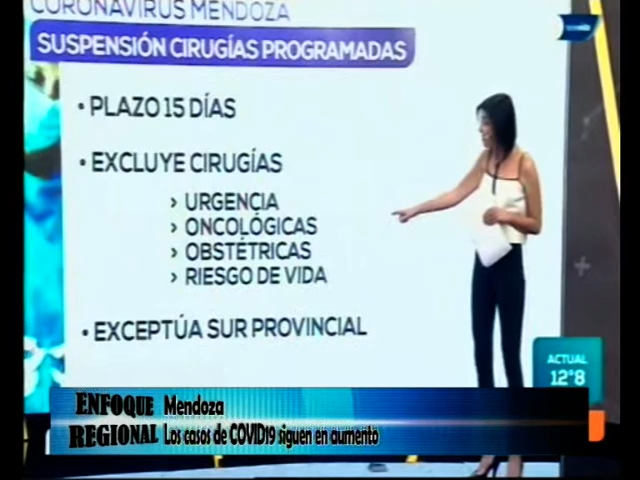 CORONAVIRUS MENDOZA
SUSPENSIÓN CIRUGÍAS PROGRAMADAS
• PLAZO 15 DÍAS
• EXCLUYE CIRUGÍAS
› URGENCIA
› ONCOLÓGICAS
› OBSTÉTRICAS
› RIESGO DE VIDA
• EXCEPTÚA SUR PROVINCIAL
ACTUAL
12°8
ENFOQUE
REGIONAL
Mendoza
Los casos de COVID19 siguen en aumento